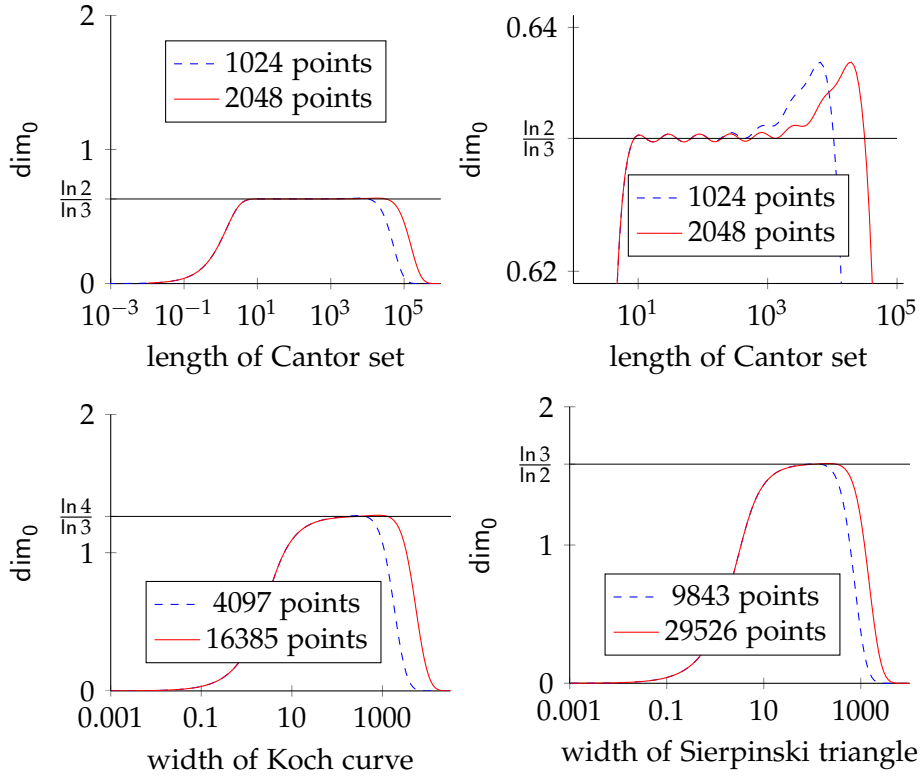 2
1024 points
2048 points
dim₀
1
ln 2
ln 3
0
10⁻³ 10⁻¹ 10¹ 10³ 10⁵
length of Cantor set
0.64
dim₀
ln 2
ln 3
1024 points
2048 points
0.62
10¹ 10³ 10⁵
length of Cantor set
2
dim₀
ln 4
ln 3
1
4097 points
16385 points
0
0.001 0.1 10 1000
width of Koch curve
2
dim₀
ln 3
ln 2
1
9843 points
29526 points
0
0.001 0.1 10 1000
width of Sierpinski triangle